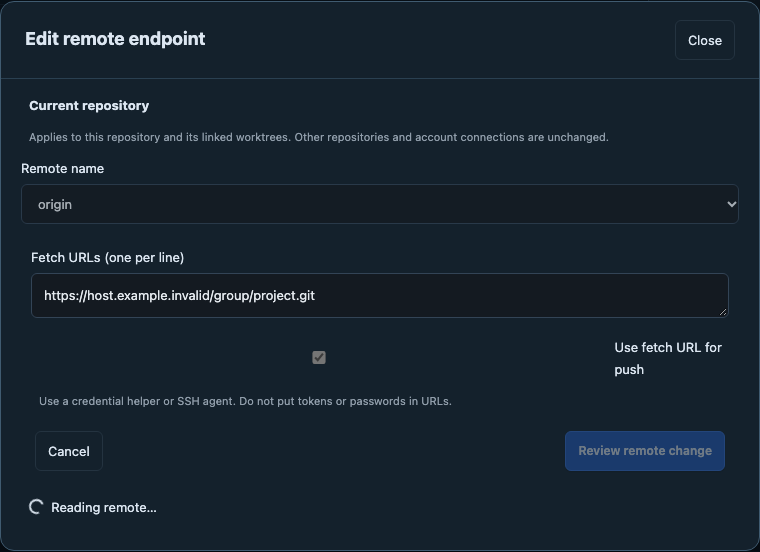 Edit remote endpoint
Close
Current repository
Applies to this repository and its linked worktrees. Other repositories and account connections are unchanged.
Remote name
origin
Fetch URLs (one per line)
https://host.example.invalid/group/project.git
Use fetch URL for
push
Use a credential helper or SSH agent. Do not put tokens or passwords in URLs.
Cancel
Review remote change
Reading remote...